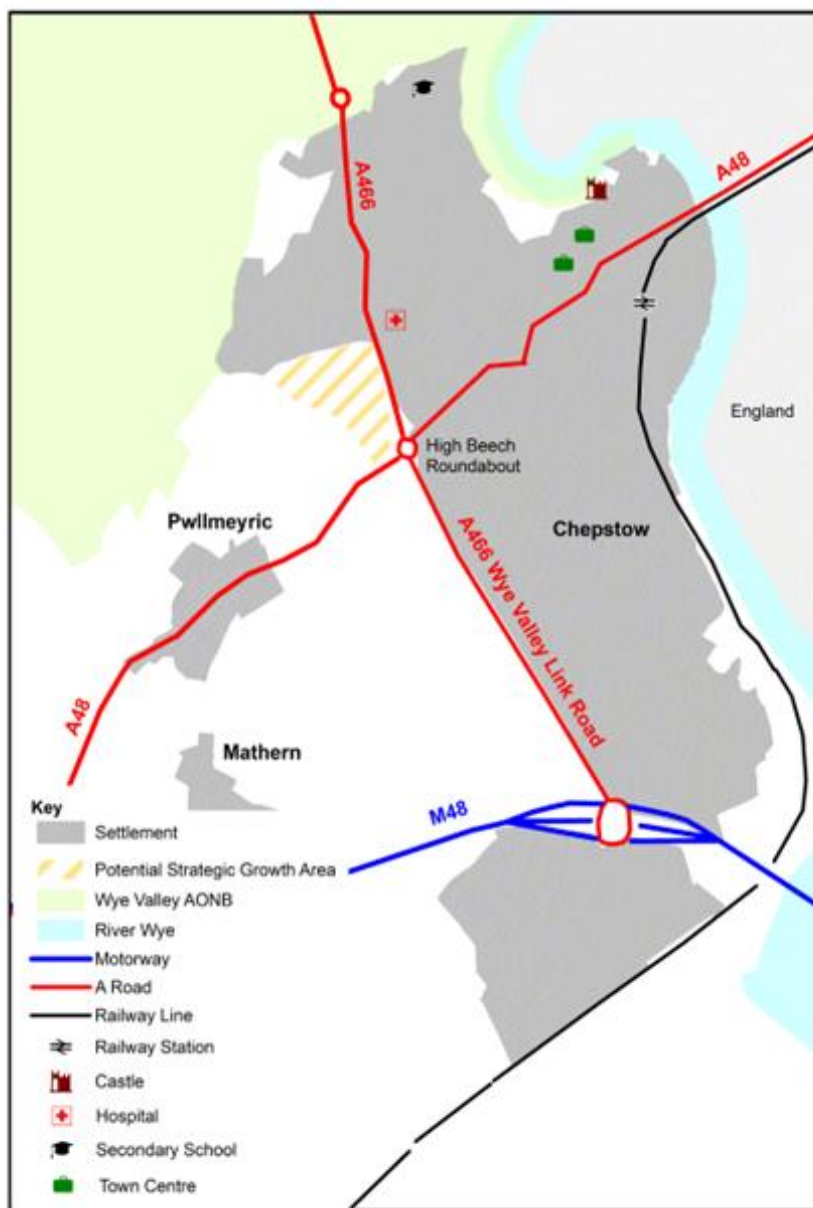 A466
A48
England
High Beech
Roundabout
Pwllmeyric
Chepstow
A466 Wye Valley Link Road
A48
Mathern
M48
Key
Settlement
Potential Strategic Growth Area
Wye Valley AONB
River Wye
Motorway
A Road
Railway Line
Railway Station
Castle
Hospital
Secondary School
Town Centre